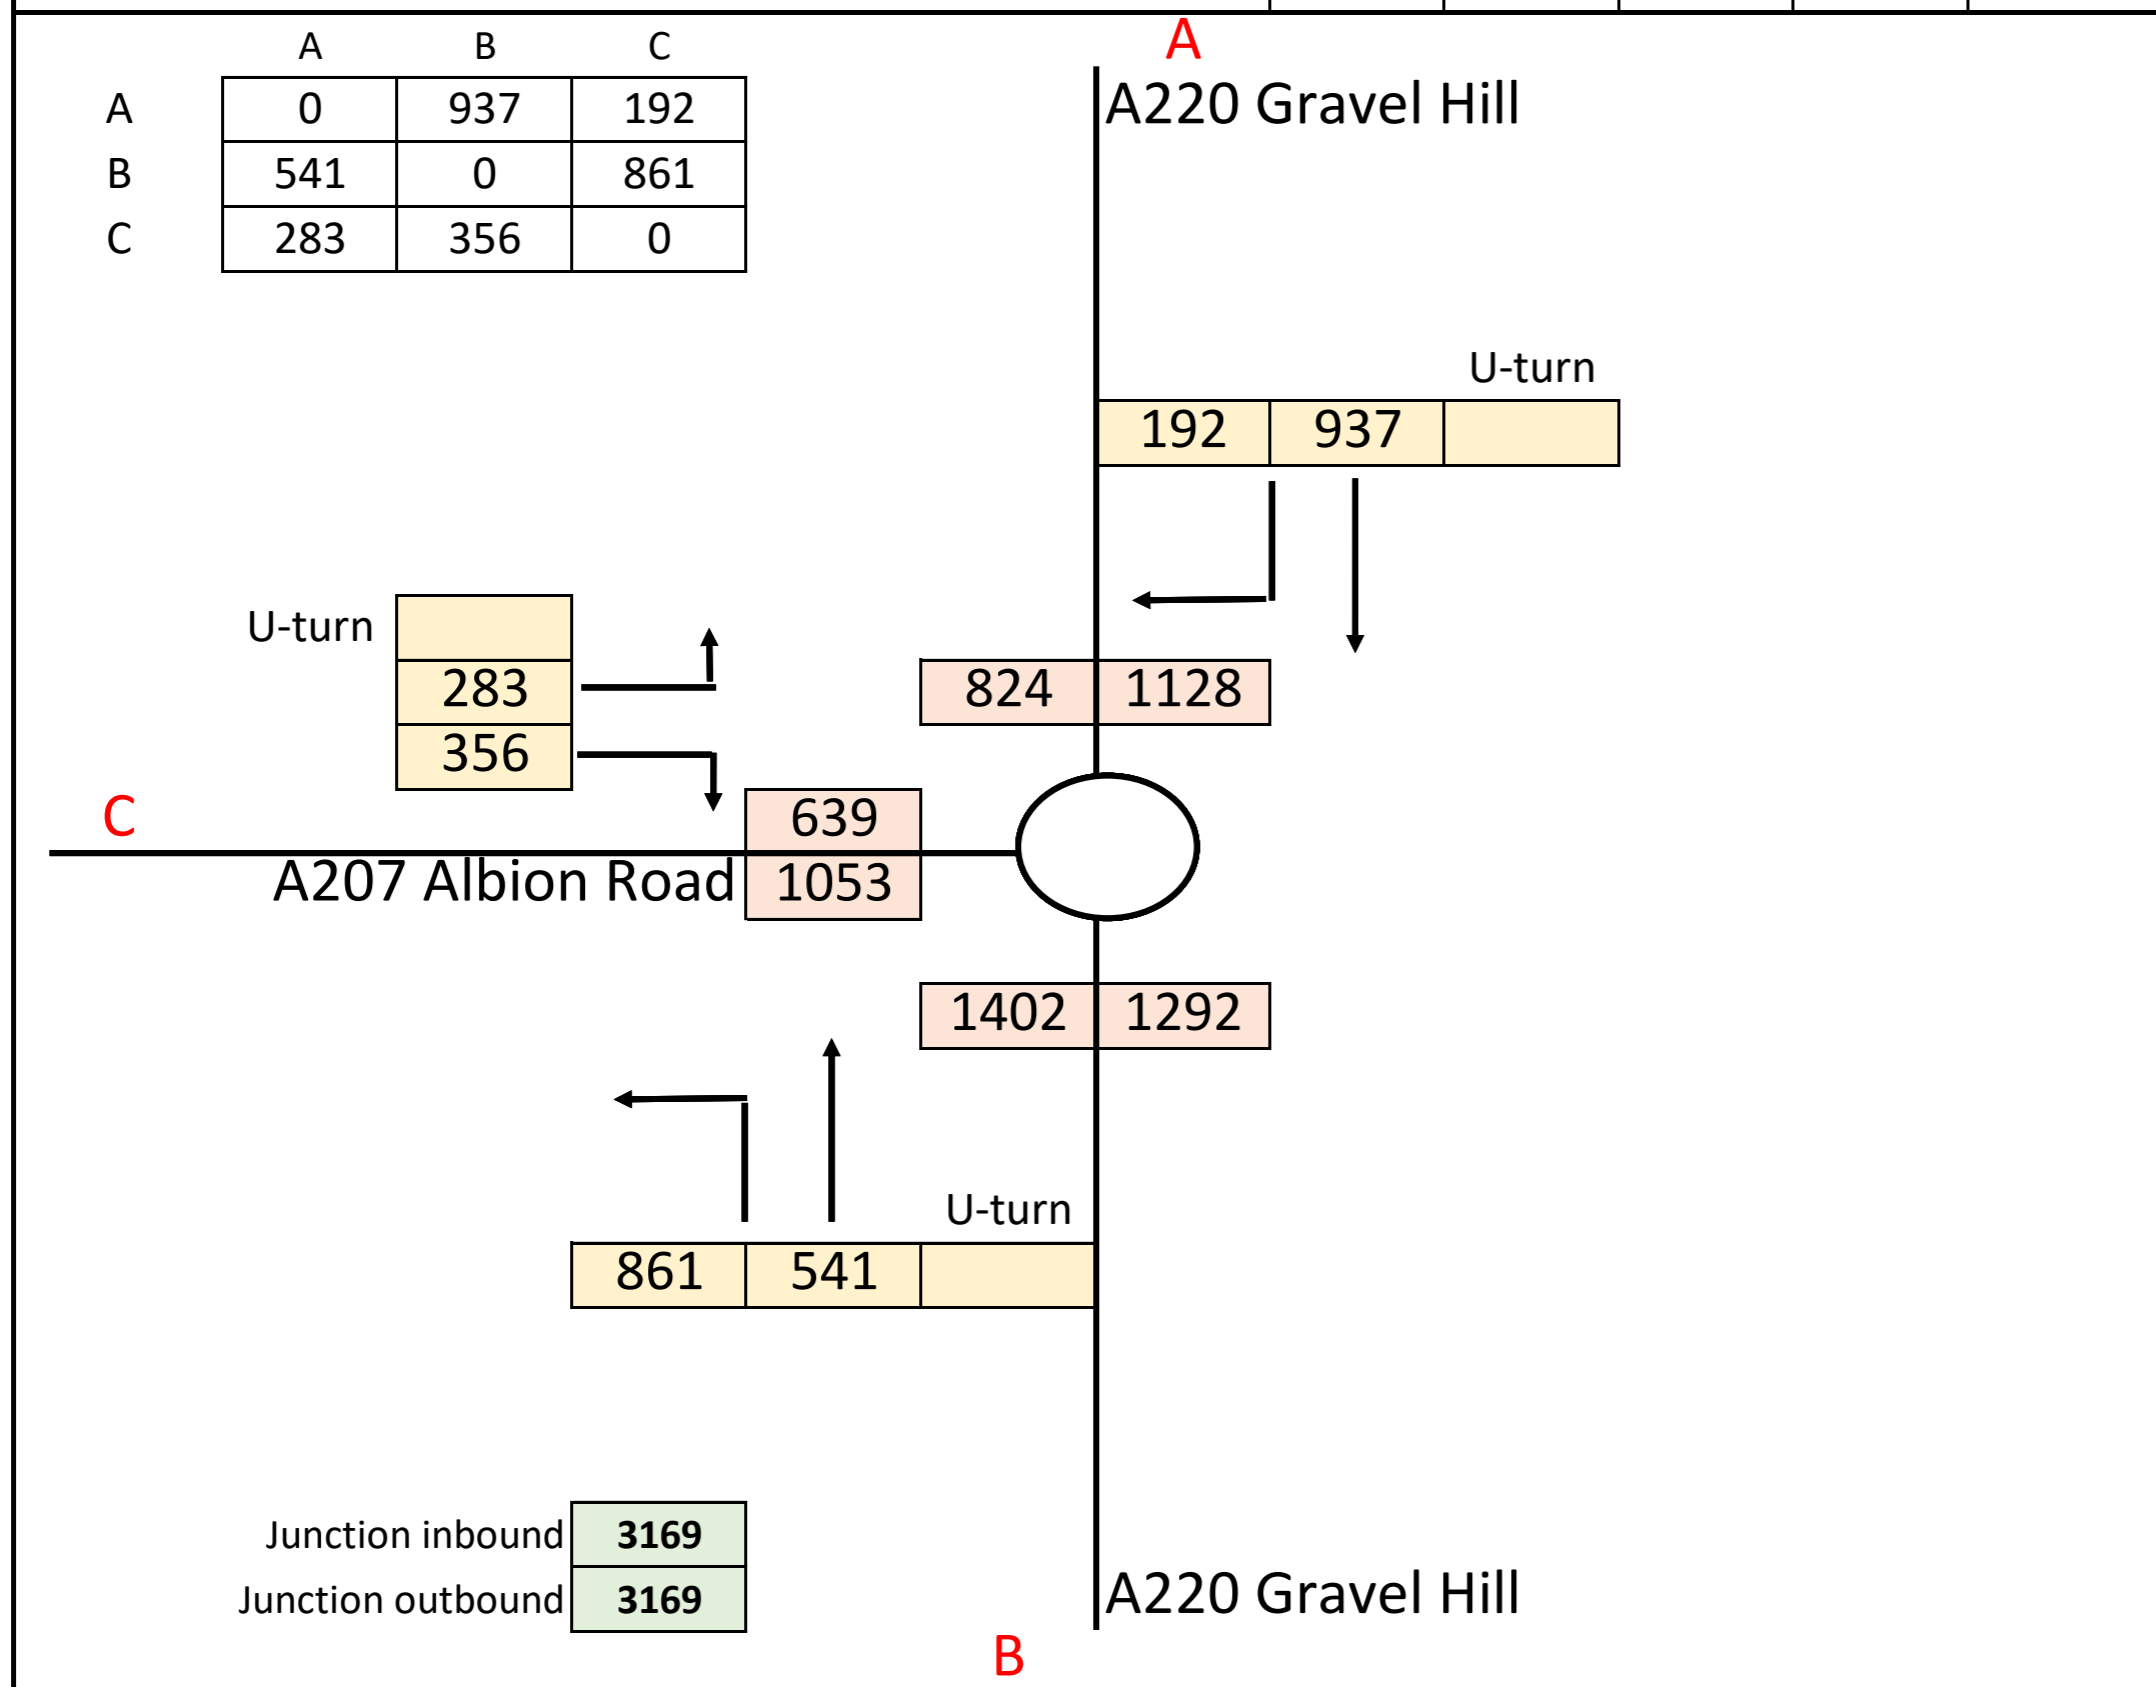 A B C
A
A 0 937 192
A220 Gravel Hill
B 541 0 861
C 283 356 0
U-turn
192 937
U-turn
283
824 1128
356
C
639
A207 Albion Road 1053
1402 1292
U-turn
861 541
Junction inbound 3169
Junction outbound 3169
A220 Gravel Hill
B